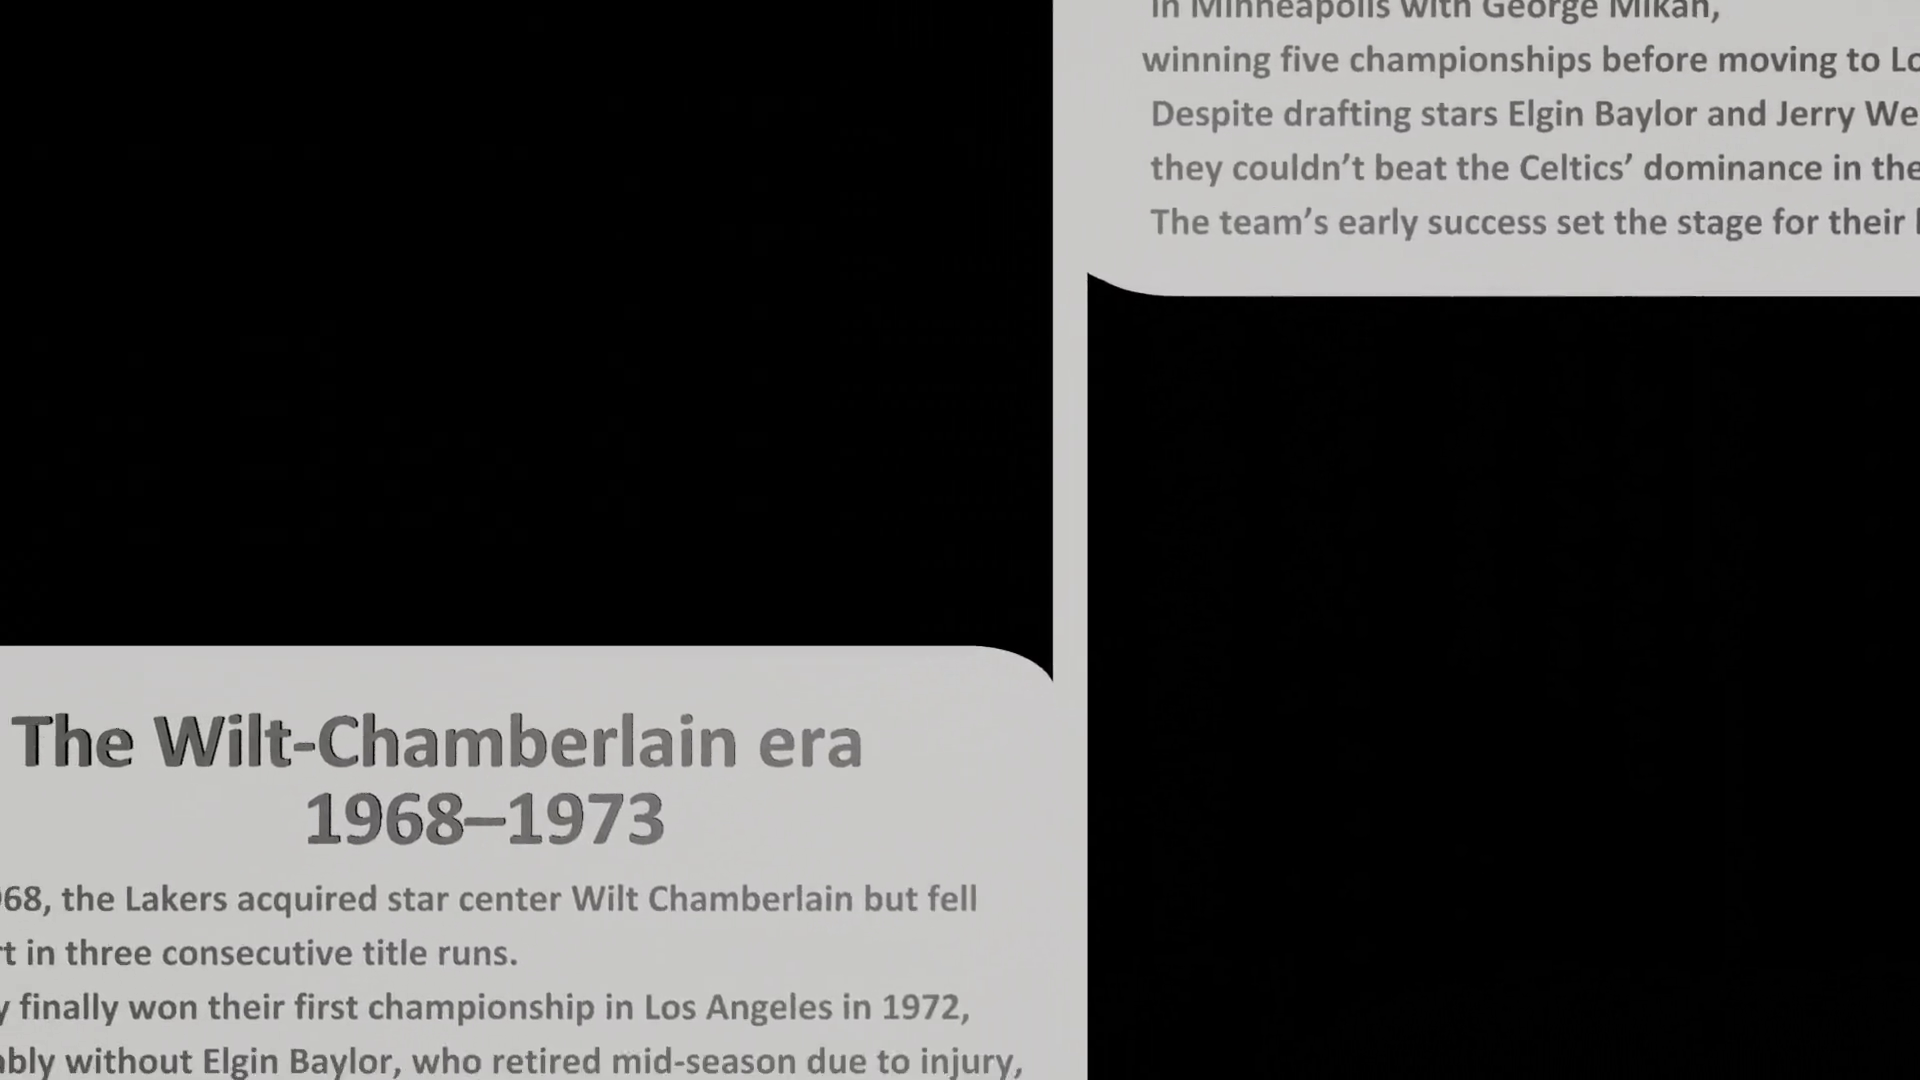 in Minneapolis with George Mikan,
winning five championships before moving to
Despite drafting stars Elgin Baylor and Jerry
they couldn’t beat the Celtics’ dominance in the
The team’s early success set the stage for their
The Wilt-Chamberlain era
1968–1973
68, the Lakers acquired star center Wilt Chamberlain but fell
in three consecutive title runs.
finally won their first championship in Los Angeles in 1972,
without Elgin Baylor, who retired mid-season due to injury,